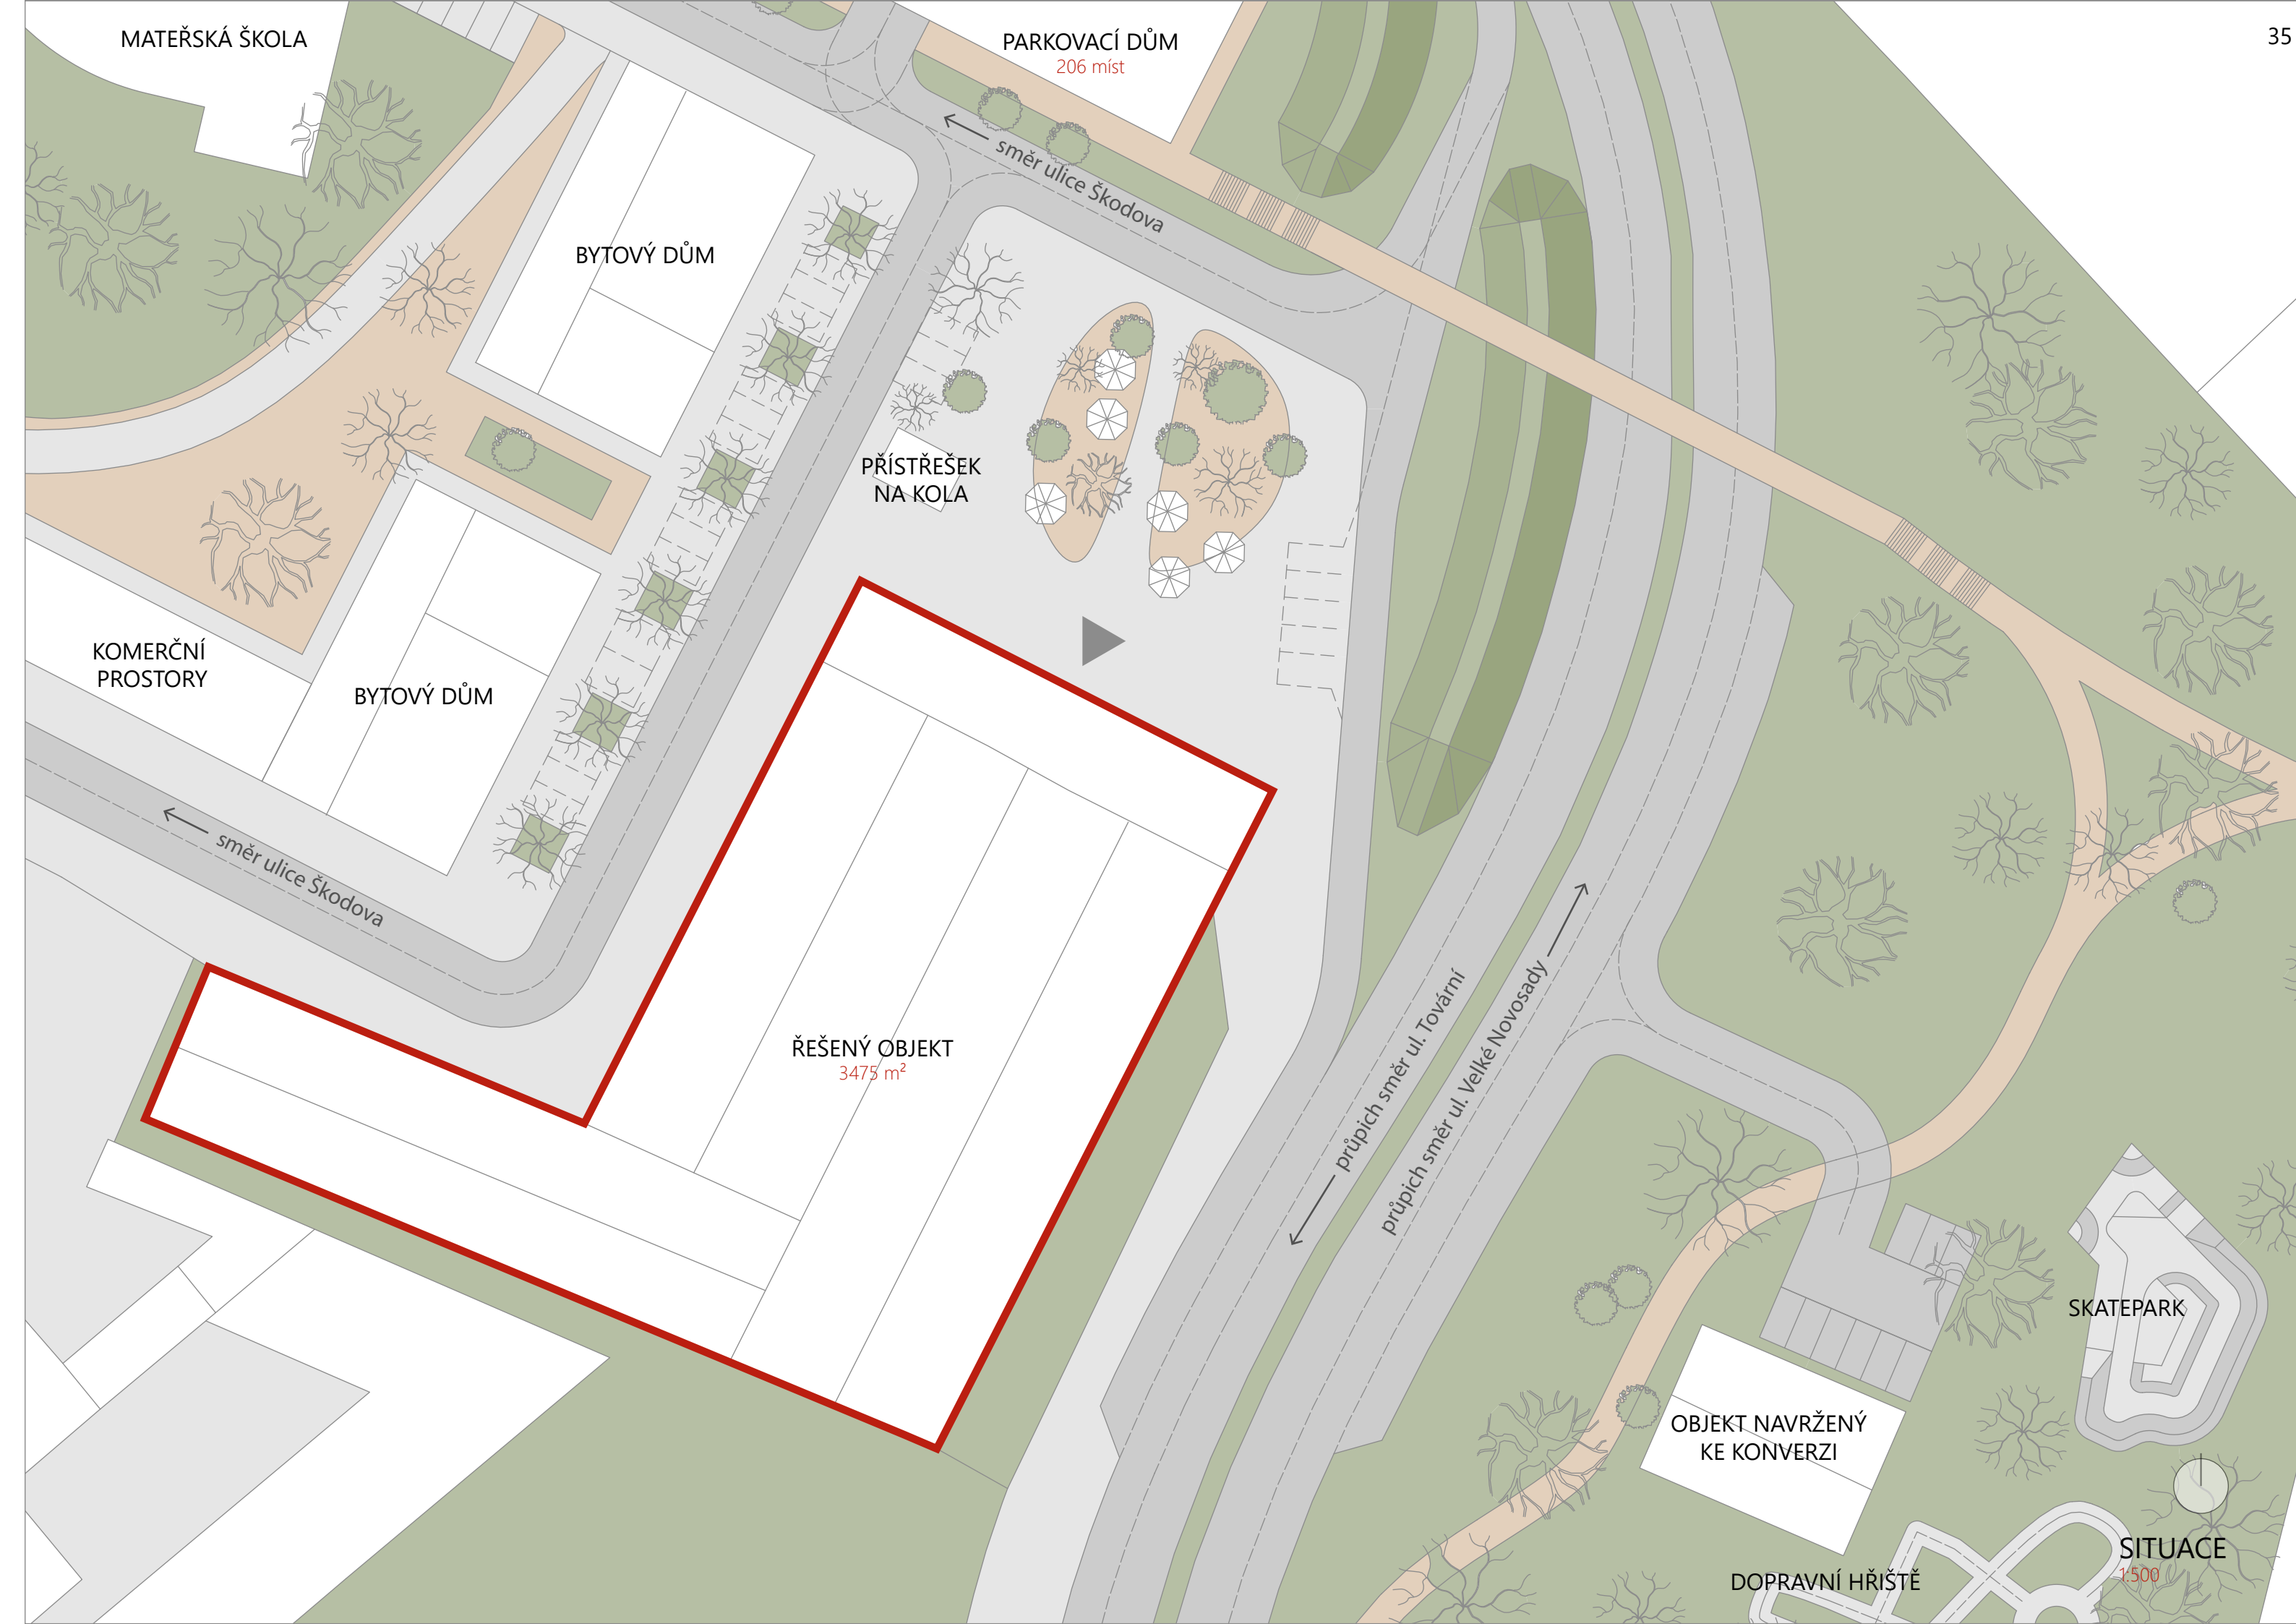 MATEŘSKÁ ŠKOLA
PARKOVACÍ DŮM
206 míst
35
směr ulice Škodova
BYTOVÝ DŮM
PŘÍSTŘEŠEK
NA KOLA
KOMERČNÍ
PROSTORY
BYTOVÝ DŮM
směr ulice Škodova
ŘEŠENÝ OBJEKT
3475 m²
průpich směr ul. Tovární
průpich směr ul. Velké Novosady
SKATEPARK
OBJEKT NAVRŽENÝ
KE KONVERZI
SITUACE
1:500
DOPRAVNÍ HŘIŠTĚ